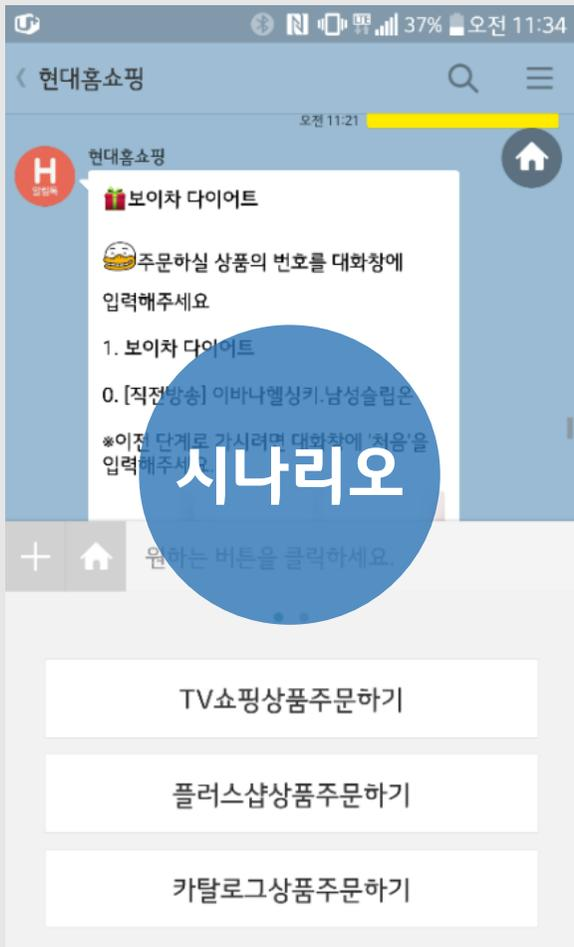 U+ LTE 37% 오전 11:34
현대홈쇼핑
오전 11:21
현대홈쇼핑
H
알림톡
보이차 다이어트
주문하실 상품의 번호를 대화창에
입력해주세요
1. 보이차 다이어트
0. [직전방송] 이바나헬싱키.남성슬립온
※이전 단계로 가시려면 대화창에 '처음'을
입력해주세요.
시나리오
원하는 버튼을 클릭하세요.
TV쇼핑상품주문하기
플러스샵상품주문하기
카탈로그상품주문하기